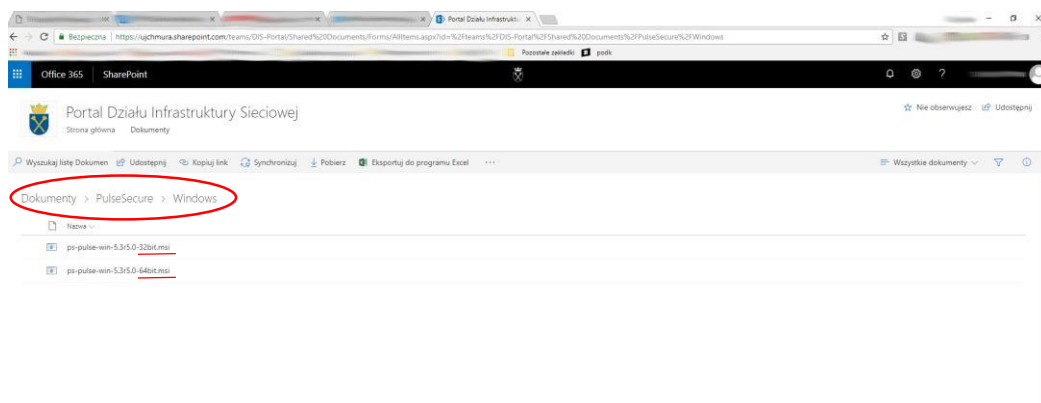 Portal Działu Infrastruktu
Bezpieczna https://ujchmura.sharepoint.com/teams/DIS-Portal/Shared%20Documents/Forms/AllItems.aspx?id=%2Fteams%2FDIS-Portal%2FShared%20Documents%2FPulseSecure%2FWindows
Pozostałe zakładki podk
Office 365 SharePoint ?
Portal Działu Infrastruktury Sieciowej
Nie obserwujesz Udostępnij
Strona główna Dokumenty
Wyszukaj listę Dokumen Udostępnij Kopiuj link Synchronizuj Pobierz Eksportuj do programu Excel ... Wszystkie dokumenty
Dokumenty > PulseSecure > Windows
Nazwa
ps-pulse-win-5.3r5.0-32bit.msi
ps-pulse-win-5.3r5.0-64bit.msi